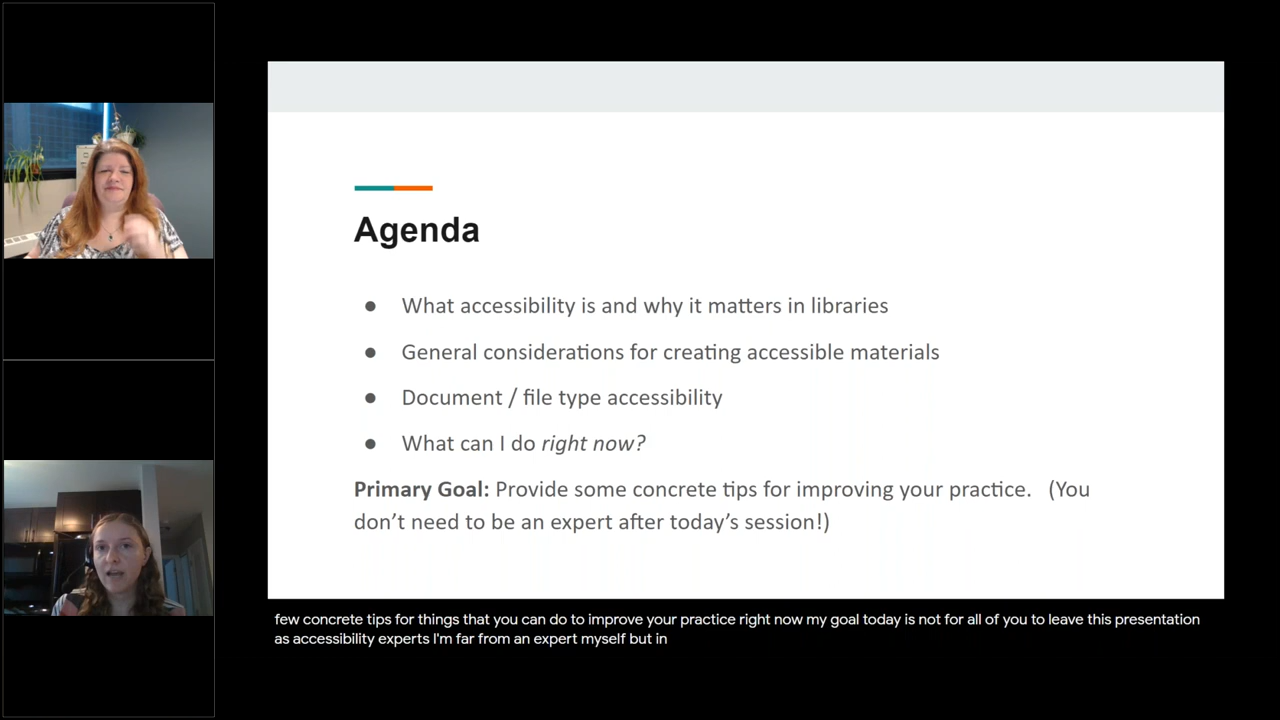 Agenda
● What accessibility is and why it matters in libraries
● General considerations for creating accessible materials
● Document / file type accessibility
● What can I do right now?
Primary Goal: Provide some concrete tips for improving your practice. (You
don’t need to be an expert after today’s session!)
few concrete tips for things that you can do to improve your practice right now my goal today is not for all of you to leave this presentation
as accessibility experts I'm far from an expert myself but in